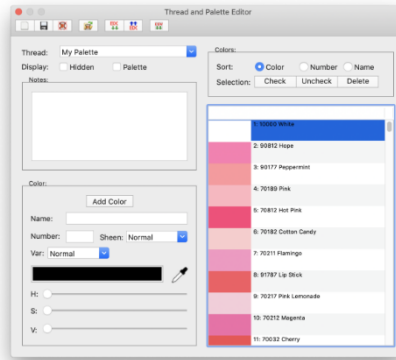 Thread and Palette Editor
Thread: My Palette
Display: Hidden Palette
Notes:
Color:
Add Color
Name:
Number: Sheen: Normal
Var: Normal
H:
S:
V:
Colors:
Sort: Color Number Name
Selection: Check Uncheck Delete
1: 10002 White
2: 90812 Hope
3: 90177 Peppermint
4: 70189 Pink
5: 70812 Hot Pink
6: 70182 Cotton Candy
7: 70211 Flamingo
8: 91787 Lip Stick
9: 70217 Pink Lemonade
10: 70212 Magenta
11: 70032 Cherry